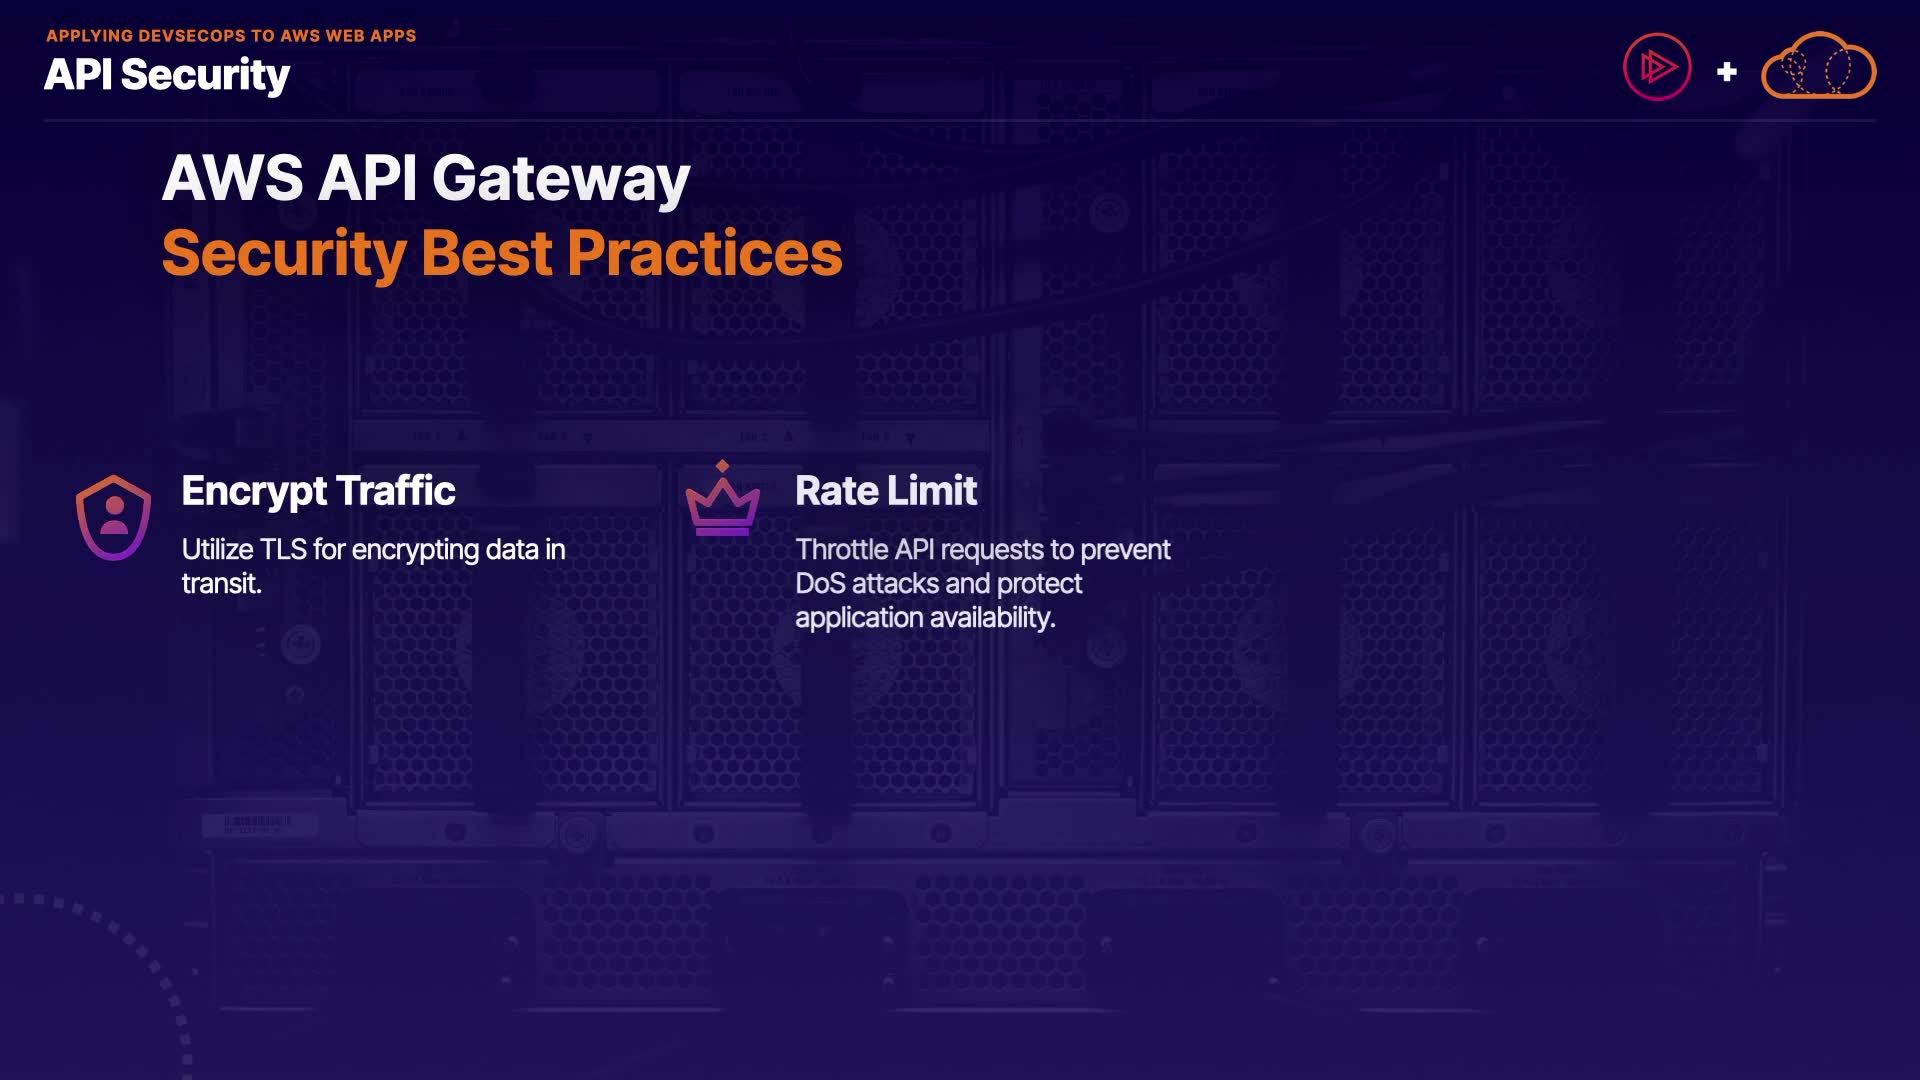 APPLYING DEVSECOPS TO AWS WEB APPS
API Security
AWS API Gateway
Security Best Practices
Encrypt Traffic
Utilize TLS for encrypting data in
transit.
Rate Limit
Throttle API requests to prevent
DoS attacks and protect
application availability.